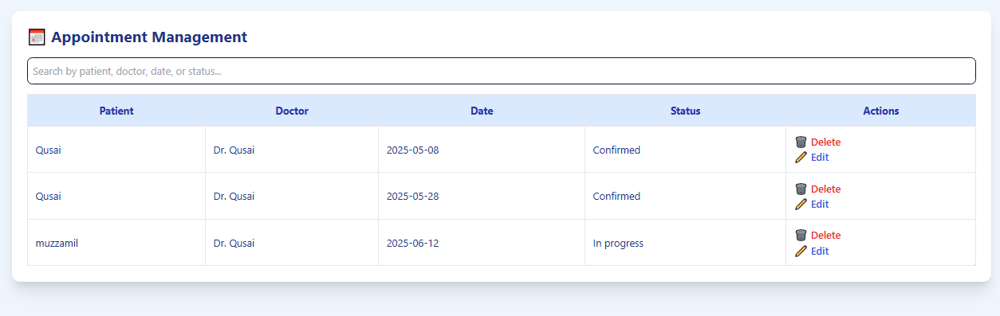 Appointment Management
Search by patient, doctor, date, or status...
Patient Doctor Date Status Actions
Qusai Dr. Qusai 2025-05-08 Confirmed Delete
Edit
Qusai Dr. Qusai 2025-05-28 Confirmed Delete
Edit
muzzamil Dr. Qusai 2025-06-12 In progress Delete
Edit